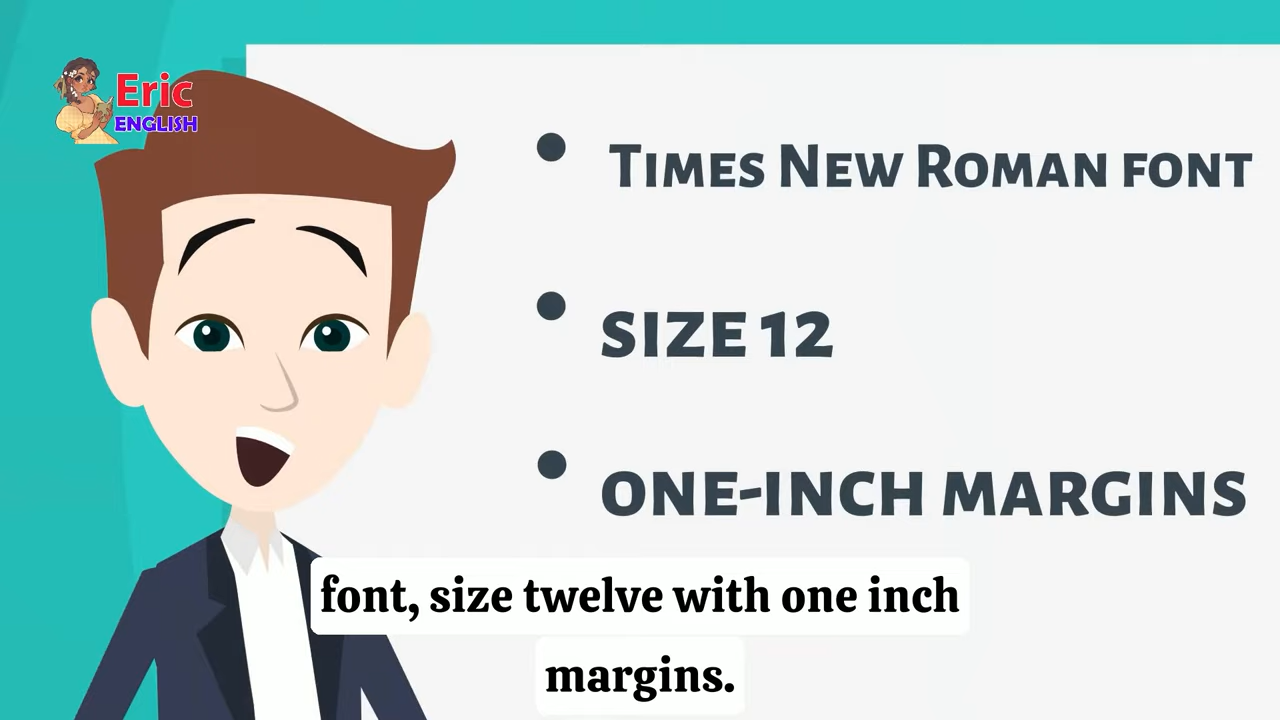 Eric
ENGLISH
• TIMES NEW ROMAN FONT
• SIZE 12
• ONE-INCH MARGINS
font, size twelve with one inch
margins.